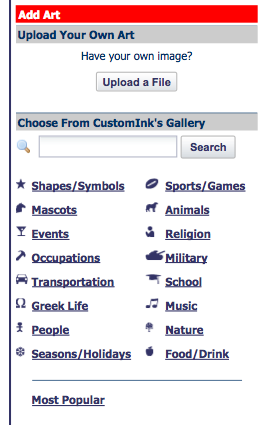 Add Art
Upload Your Own Art
Have your own image?
Upload a File
Choose From CustomInk's Gallery
Search
Shapes/Symbols Sports/Games
Mascots Animals
Events Religion
Occupations Military
Transportation School
Greek Life Music
People Nature
Seasons/Holidays Food/Drink
Most Popular